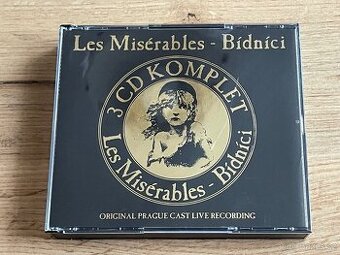 Les Misérables - Bídníci
3 CD KOMPLET
Les Misérables - Bídníci
ORIGINAL PRAGUE CAST LIVE RECORDING